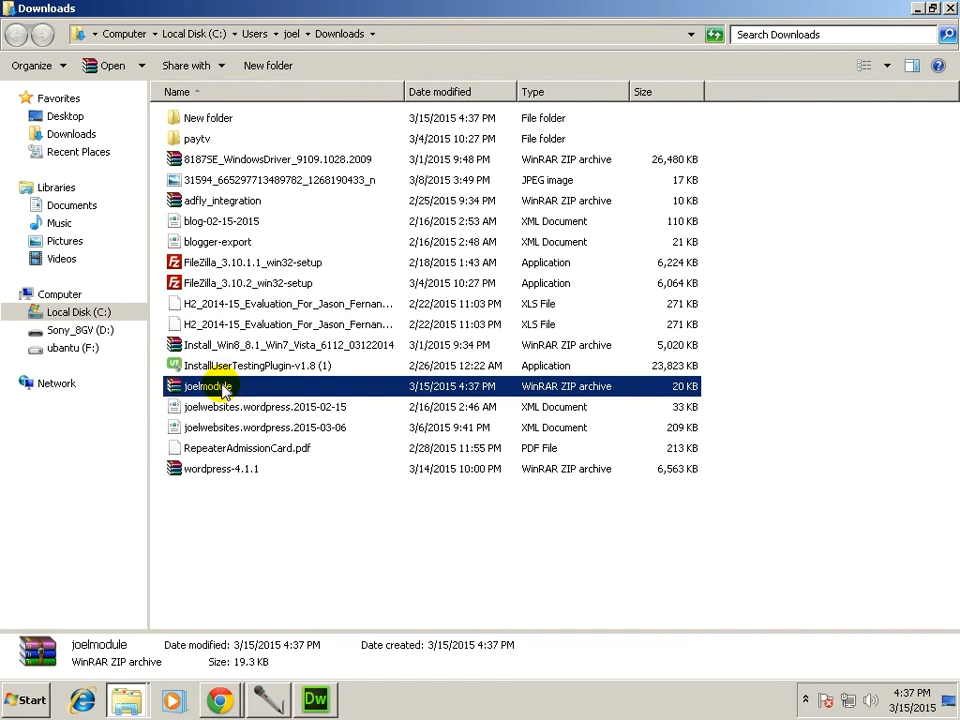 Downloads
Computer Local Disk (C:) Users joel Downloads Search Downloads
Organize Open Share with New folder
Name Date modified Type Size
Favorites
Desktop
Downloads
Recent Places
Libraries
Documents
Music
Pictures
Videos
Computer
Local Disk (C:)
Sony_8GV (D:)
ubantu (F:)
Network
New folder 3/15/2015 4:37 PM File folder
paytv 3/4/2015 10:27 PM File folder
8187SE_WindowsDriver_9109.1028.2009 3/1/2015 9:48 PM WinRAR ZIP archive 26,480 KB
31594_665297713489782_1268190433_n 3/8/2015 3:49 PM JPEG image 17 KB
adfly_integration 2/25/2015 9:34 PM WinRAR ZIP archive 10 KB
blog-02-15-2015 2/16/2015 2:53 AM XML Document 110 KB
blogger-export 2/16/2015 2:48 AM XML Document 21 KB
FileZilla_3.10.1.1_win32-setup 2/18/2015 1:43 AM Application 6,224 KB
FileZilla_3.10.2_win32-setup 3/4/2015 10:27 PM Application 6,064 KB
H2_2014-15_Evaluation_For_Jason_Fernan... 2/22/2015 11:03 PM XLS File 271 KB
H2_2014-15_Evaluation_For_Jason_Fernan... 2/22/2015 11:03 PM XLS File 271 KB
Install_Win8_8.1_Win7_Vista_6112_03122014 3/1/2015 9:34 PM WinRAR ZIP archive 5,020 KB
InstallUserTestingPlugin-v1.8 (1) 2/26/2015 12:22 AM Application 23,823 KB
joelmodule 3/15/2015 4:37 PM WinRAR ZIP archive 20 KB
joelwebsites.wordpress.2015-02-15 2/16/2015 2:46 AM XML Document 33 KB
joelwebsites.wordpress.2015-03-06 3/6/2015 9:41 PM XML Document 209 KB
RepeaterAdmissionCard.pdf 2/28/2015 11:55 PM PDF File 213 KB
wordpress-4.1.1 3/14/2015 10:00 PM WinRAR ZIP archive 6,563 KB
joelmodule Date modified: 3/15/2015 4:37 PM Date created: 3/15/2015 4:37 PM
WinRAR ZIP archive Size: 19.3 KB
Start
Dw
4:37 PM
3/15/2015